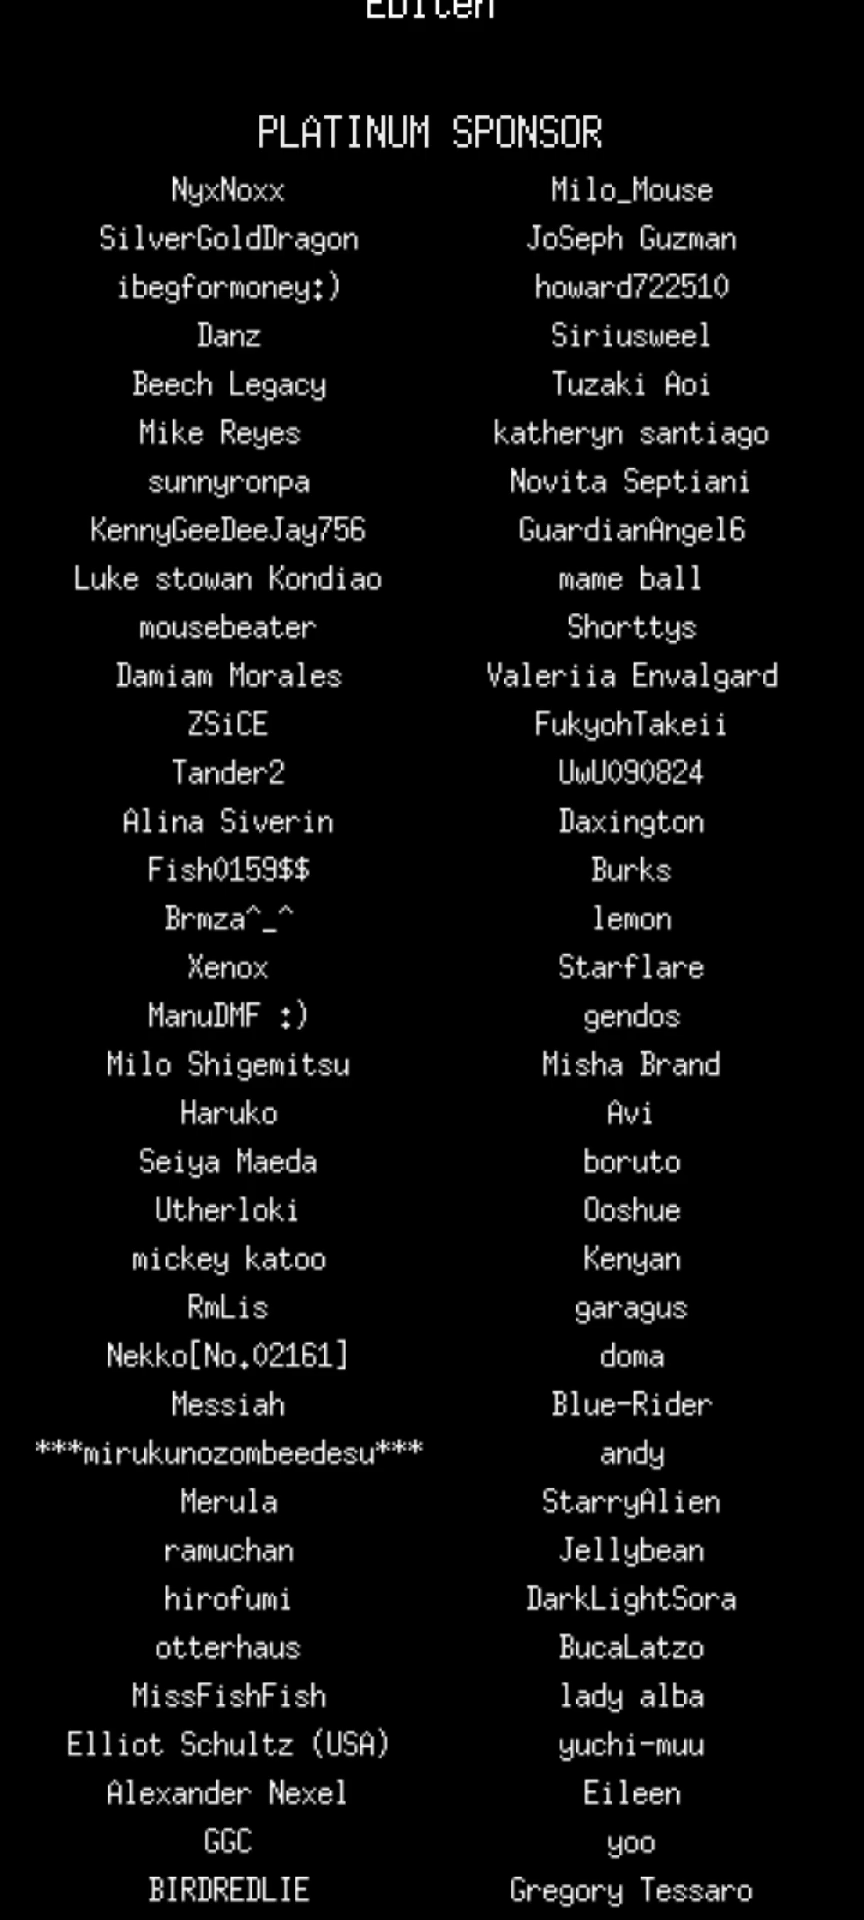 Ebiten
PLATINUM SPONSOR
NyxNoxx Milo_Mouse
SilverGoldDragon JoSeph Guzman
ibegformoney:) howard722510
Danz Siriusweel
Beech Legacy Tuzaki Aoi
Mike Reyes katheryn santiago
sunnyronpa Novita Septiani
KennyGeeDeeJay756 GuardianAngel6
Luke stowan Kondiao mame ball
mousebeater Shorttys
Damiam Morales Valeriia Envalgard
ZSiCE FukyohTakeii
Tander2 UwU090824
Alina Siverin Daxington
Fish0159$$ Burks
Brmza^_^ lemon
Xenox Starflare
ManuDMF :) gendos
Milo Shigemitsu Misha Brand
Haruko Avi
Seiya Maeda boruto
Utherloki Ooshue
mickey katoo Kenyan
RmLis garagus
Nekko[No.02161] doma
Messiah Blue-Rider
***mirukunozombeedesu*** andy
Merula StarryAlien
ramuchan Jellybean
hirofumi DarkLightSora
otterhaus BucaLatzo
MissFishFish lady alba
Elliot Schultz (USA) yuchi-muu
Alexander Nexel Eileen
GGC yoo
BIRDREDLIE Gregory Tessaro